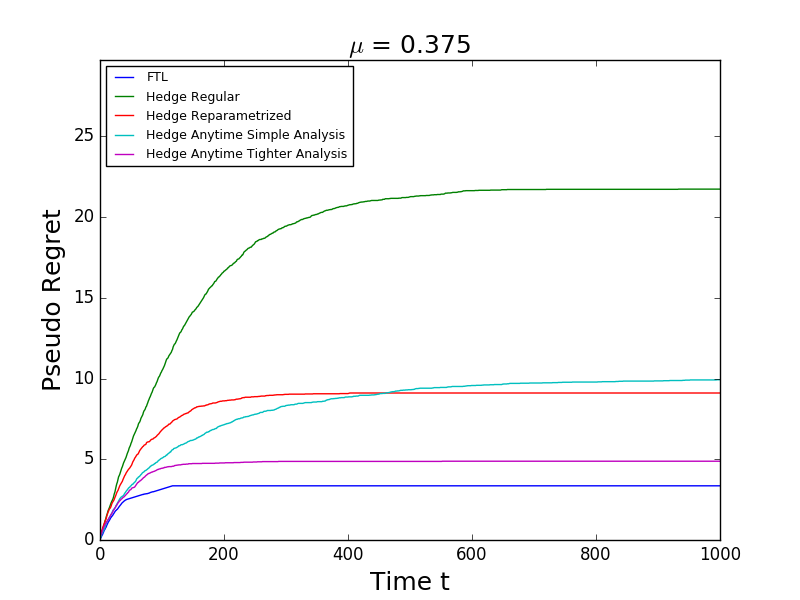 μ = 0.375
FTL
Hedge Regular
Hedge Reparametrized
Hedge Anytime Simple Analysis
Hedge Anytime Tighter Analysis
25
20
15
10
5
0
Pseudo Regret
0 200 400 600 800 1000
Time t